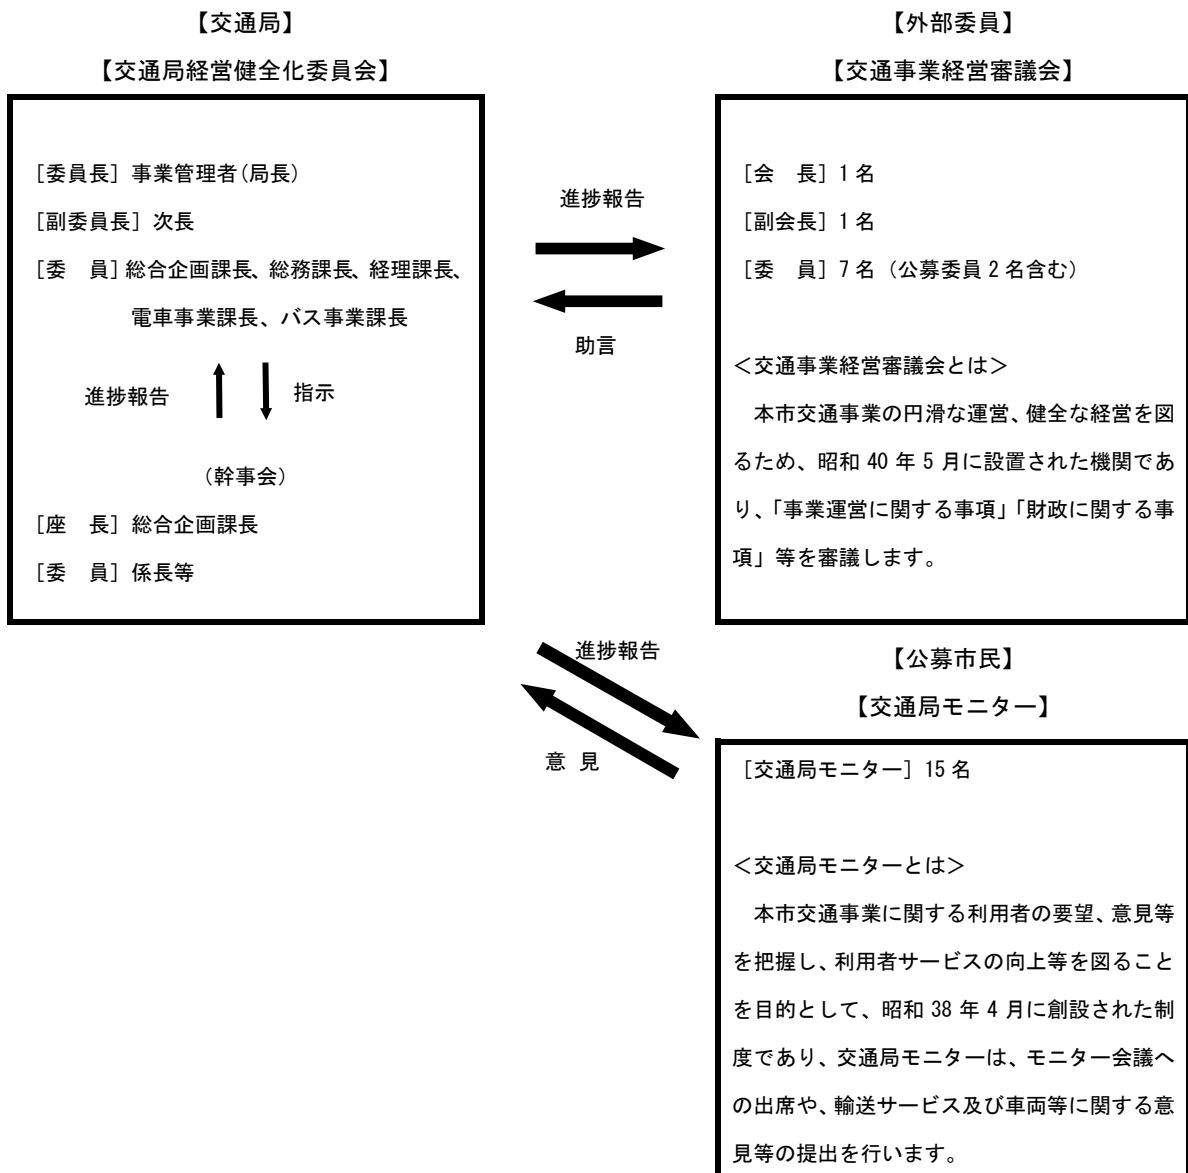 【交通局】
【交通局経営健全化委員会】
［委員長］事業管理者(局長)
［副委員長］次長
［委　員］総合企画課長、総務課長、経理課長、
電車事業課長、バス事業課長
進捗報告
指示
（幹事会）
［座　長］総合企画課長
［委　員］係長等
進捗報告
助言
【外部委員】
【交通事業経営審議会】
［会　長］1名
［副会長］1名
［委　員］7名（公募委員2名含む）
＜交通事業経営審議会とは＞
本市交通事業の円滑な運営、健全な経営を図
るため、昭和40年5月に設置された機関であ
り、「事業運営に関する事項」「財政に関する事
項」等を審議します。
進捗報告
意見
【公募市民】
【交通局モニター】
［交通局モニター］15名
＜交通局モニターとは＞
本市交通事業に関する利用者の要望、意見等
を把握し、利用者サービスの向上等を図ること
を目的として、昭和38年4月に創設された制
度であり、交通局モニターは、モニター会議へ
の出席や、輸送サービス及び車両等に関する意
見等の提出を行います。